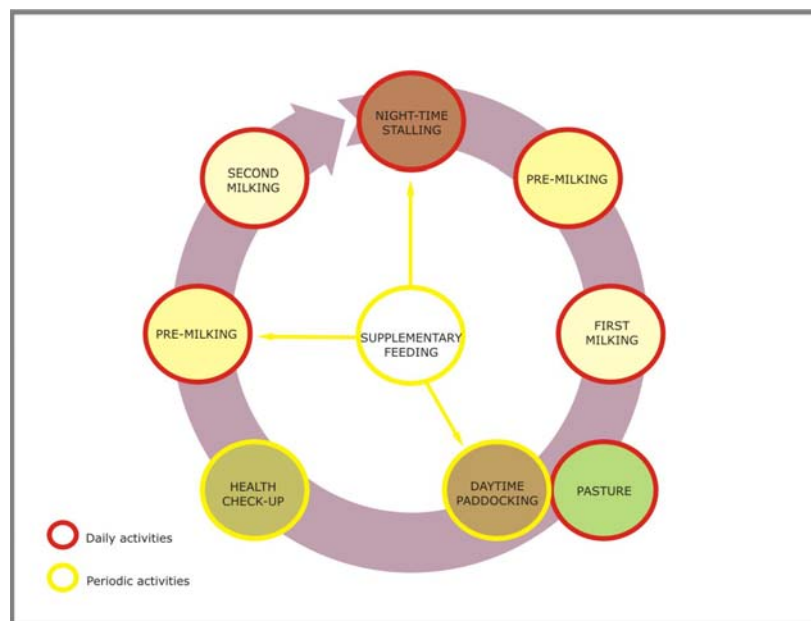 NIGHT-TIME
STALLING
SECOND
MILKING
PRE-MILKING
PRE-MILKING
SUPPLEMENTARY
FEEDING
FIRST
MILKING
HEALTH
CHECK-UP
DAYTIME
PADDOCKING
PASTURE
Daily activities
Periodic activities